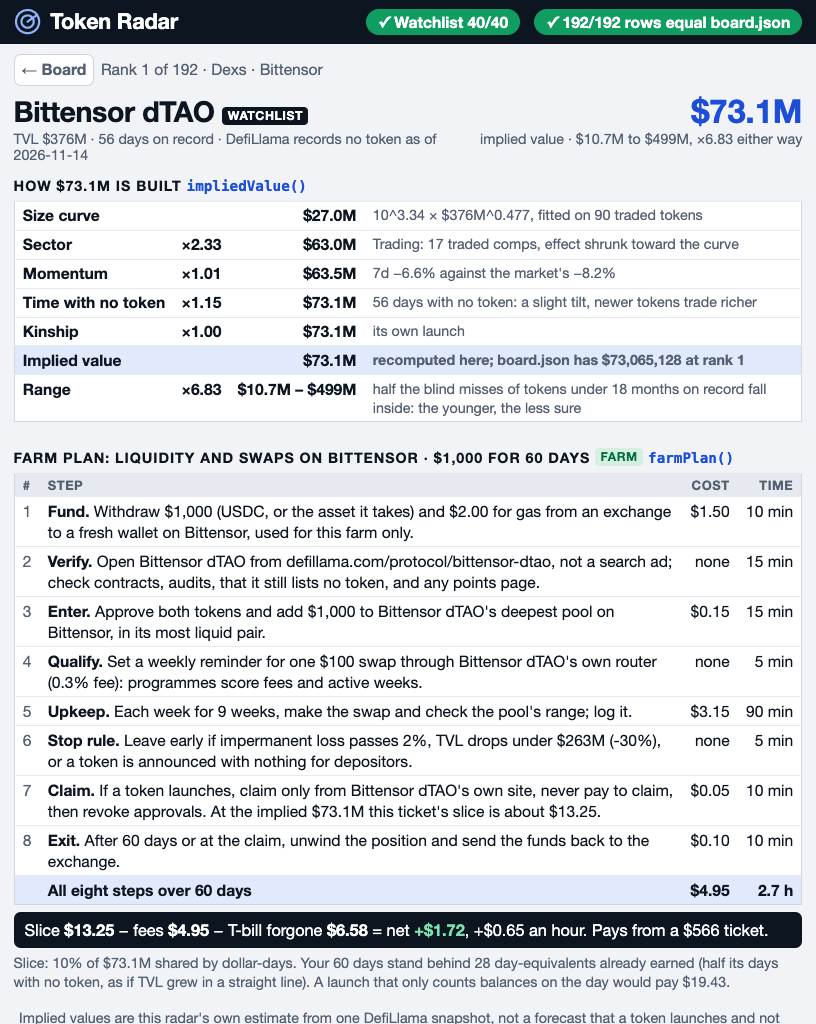 Token Radar
✓ Watchlist 40/40
✓ 192/192 rows equal board.json
← Board
Rank 1 of 192 · Dexs · Bittensor
Bittensor dTAO WATCHLIST
$73.1M
TVL $376M · 56 days on record · DefiLlama records no token as of
2026-11-14
implied value · $10.7M to $499M, ×6.83 either way
HOW $73.1M IS BUILT impliedValue()
Size curve $27.0M 10^3.34 × $376M^0.477, fitted on 90 traded tokens
Sector ×2.33 $63.0M Trading: 17 traded comps, effect shrunk toward the curve
Momentum ×1.01 $63.5M 7d −6.6% against the market's −8.2%
Time with no token ×1.15 $73.1M 56 days with no token: a slight tilt, newer tokens trade richer
Kinship ×1.00 $73.1M its own launch
Implied value $73.1M recomputed here; board.json has $73,065,128 at rank 1
Range ×6.83 $10.7M – $499M half the blind misses of tokens under 18 months on record fall
inside: the younger, the less sure
FARM PLAN: LIQUIDITY AND SWAPS ON BITTENSOR · $1,000 FOR 60 DAYS FARM farmPlan()
# STEP COST TIME
1 Fund. Withdraw $1,000 (USDC, or the asset it takes) and $2.00 for gas from an exchange $1.50 10 min
to a fresh wallet on Bittensor, used for this farm only.
2 Verify. Open Bittensor dTAO from defillama.com/protocol/bittensor-dtao, not a search ad; none 15 min
check contracts, audits, that it still lists no token, and any points page.
3 Enter. Approve both tokens and add $1,000 to Bittensor dTAO's deepest pool on $0.15 15 min
Bittensor, in its most liquid pair.
4 Qualify. Set a weekly reminder for one $100 swap through Bittensor dTAO's own router none 5 min
(0.3% fee): programmes score fees and active weeks.
5 Upkeep. Each week for 9 weeks, make the swap and check the pool's range; log it. $3.15 90 min
6 Stop rule. Leave early if impermanent loss passes 2%, TVL drops under $263M (-30%), none 5 min
or a token is announced with nothing for depositors.
7 Claim. If a token launches, claim only from Bittensor dTAO's own site, never pay to claim, $0.05 10 min
then revoke approvals. At the implied $73.1M this ticket's slice is about $13.25.
8 Exit. After 60 days or at the claim, unwind the position and send the funds back to the $0.10 10 min
exchange.
All eight steps over 60 days $4.95 2.7 h
Slice $13.25 – fees $4.95 – T-bill forgone $6.58 = net +$1.72, +$0.65 an hour. Pays from a $566 ticket.
Slice: 10% of $73.1M shared by dollar-days. Your 60 days stand behind 28 day-equivalents already earned (half its days
with no token, as if TVL grew in a straight line). A launch that only counts balances on the day would pay $19.43.
Implied values are this radar's own estimate from one DefiLlama snapshot, not a forecast that a token launches and not